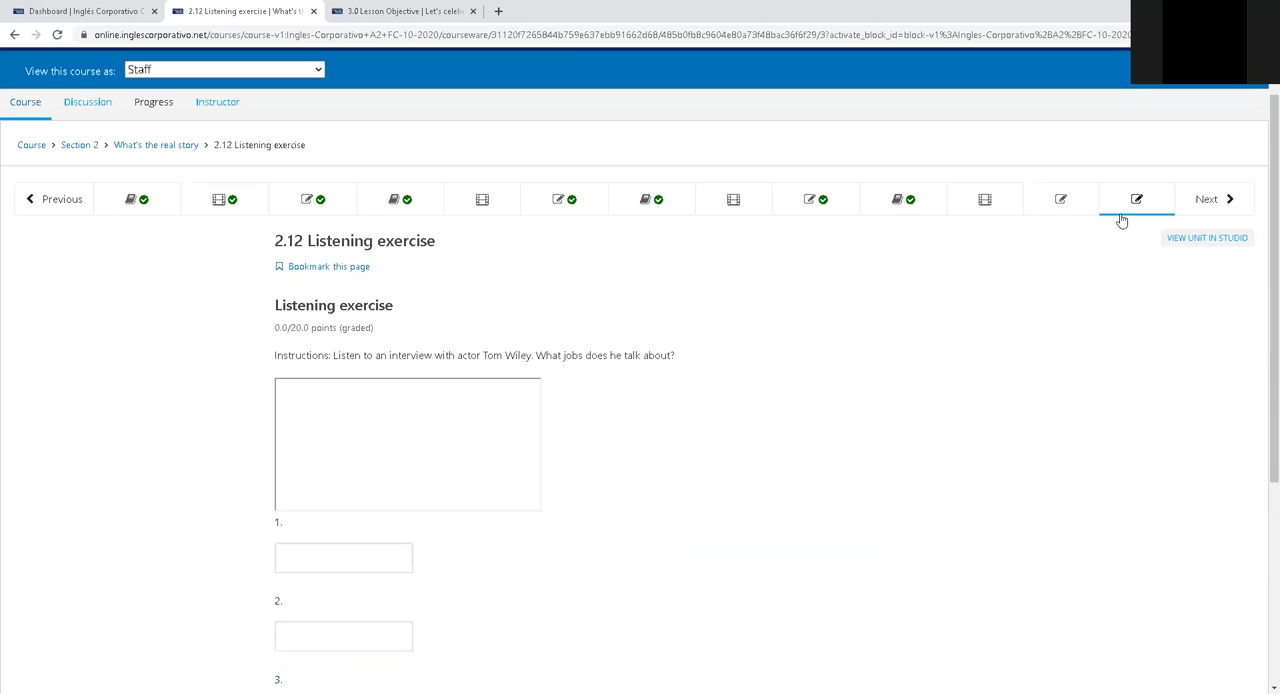 Dashboard | Inglés Corporativo C
2.12 Listening exercise | What's th
3.0 Lesson Objective | Let's celeb
online.inglescorporativo.net/courses/course-v1:Ingles-Corporativo+A2+FC-10-2020/courseware/31120f7265844b759e637ebb91662d68/485b0fb8c9604e80a73f48bac36f6f29/3?activate_block_id=block-v1%3AIngles-Corporativo%2BA2%2BFC-10-2020
View this course as: Staff
Course Discussion Progress Instructor
Course > Section 2 > What's the real story > 2.12 Listening exercise
Previous Next
2.12 Listening exercise
VIEW UNIT IN STUDIO
Bookmark this page
Listening exercise
0.0/20.0 points (graded)
Instructions: Listen to an interview with actor Tom Wiley. What jobs does he talk about?
1.
2.
3.